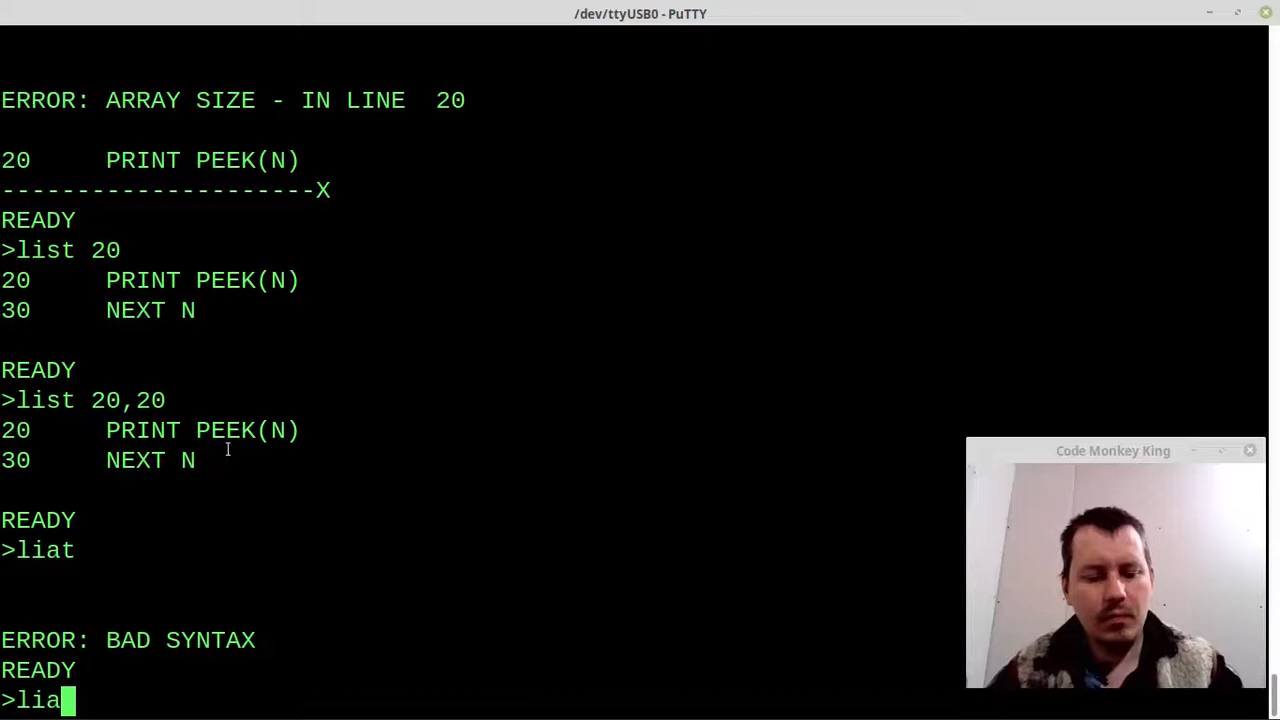 /dev/ttyUSB0 - PuTTY
ERROR: ARRAY SIZE - IN LINE  20
20     PRINT PEEK(N)
---------------------X
READY
>list 20
20     PRINT PEEK(N)
30     NEXT N
READY
>list 20,20
20     PRINT PEEK(N)
30     NEXT N
READY
>liat
ERROR: BAD SYNTAX
READY
>lia
Code Monkey King